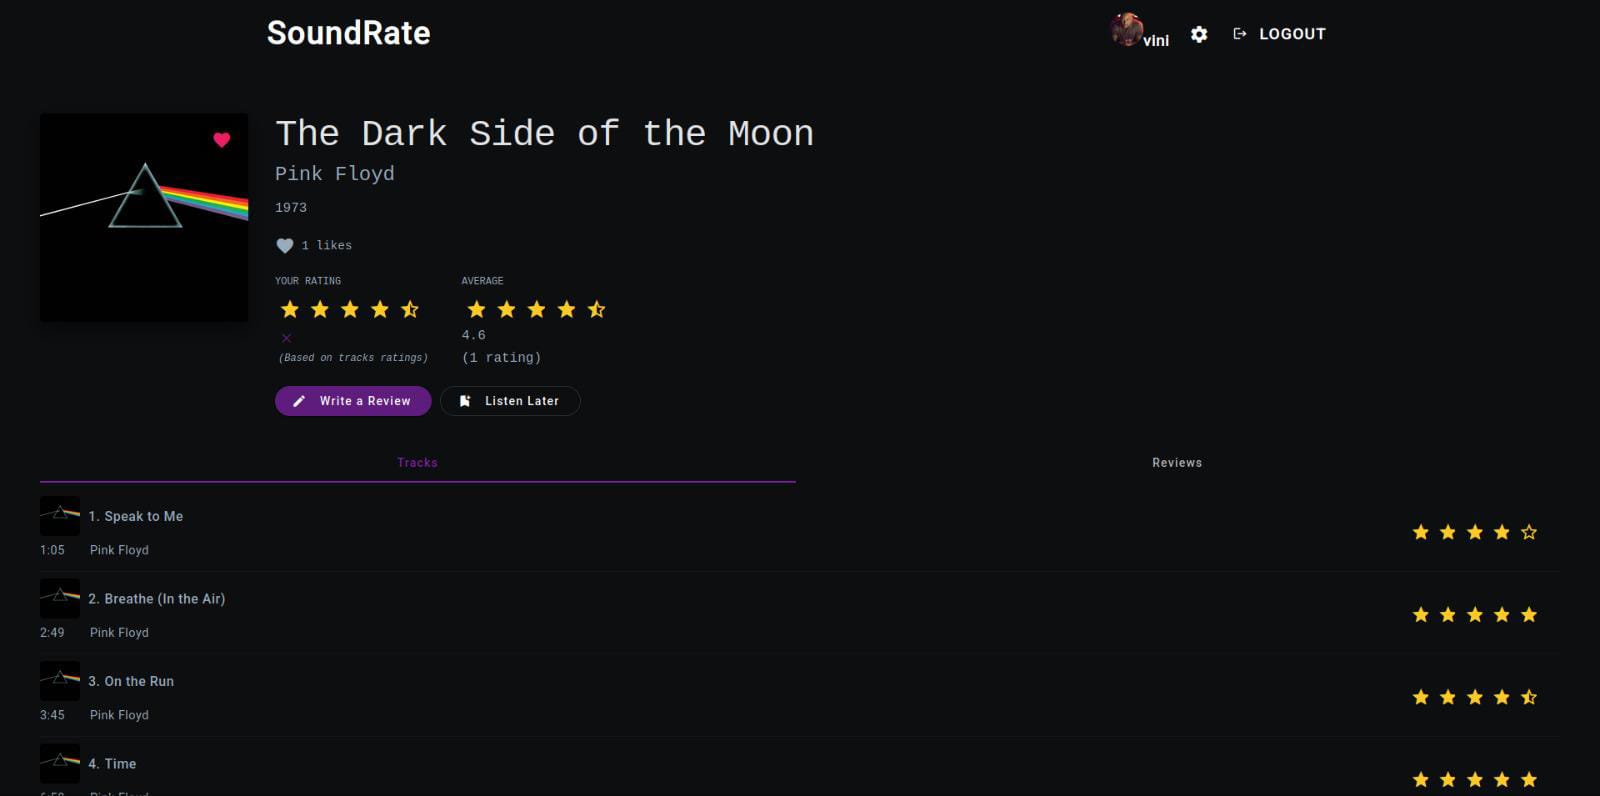 SoundRate
vini
LOGOUT
The Dark Side of the Moon
Pink Floyd
1973
1 likes
YOUR RATING
AVERAGE
4.6
(Based on tracks ratings)
(1 rating)
Write a Review
Listen Later
Tracks
Reviews
1. Speak to Me
1:05 Pink Floyd
2. Breathe (In the Air)
2:49 Pink Floyd
3. On the Run
3:45 Pink Floyd
4. Time
Pink Floyd